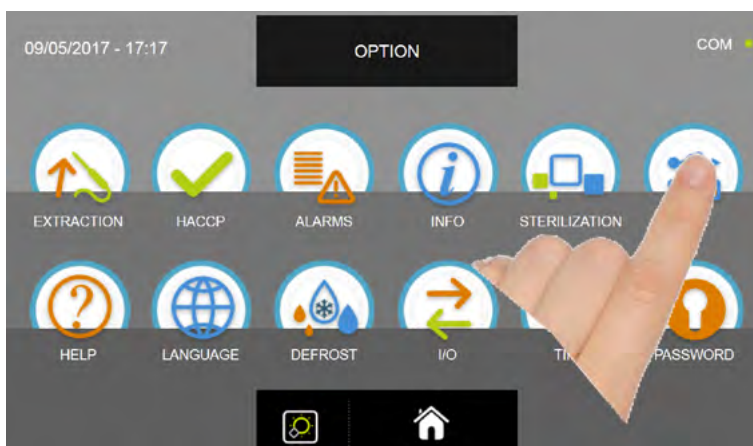 09/05/2017 - 17:17
OPTION
COM
EXTRACTION
HACCP
ALARMS
INFO
STERILIZATION
HELP
LANGUAGE
DEFROST
I/O
PASSWORD